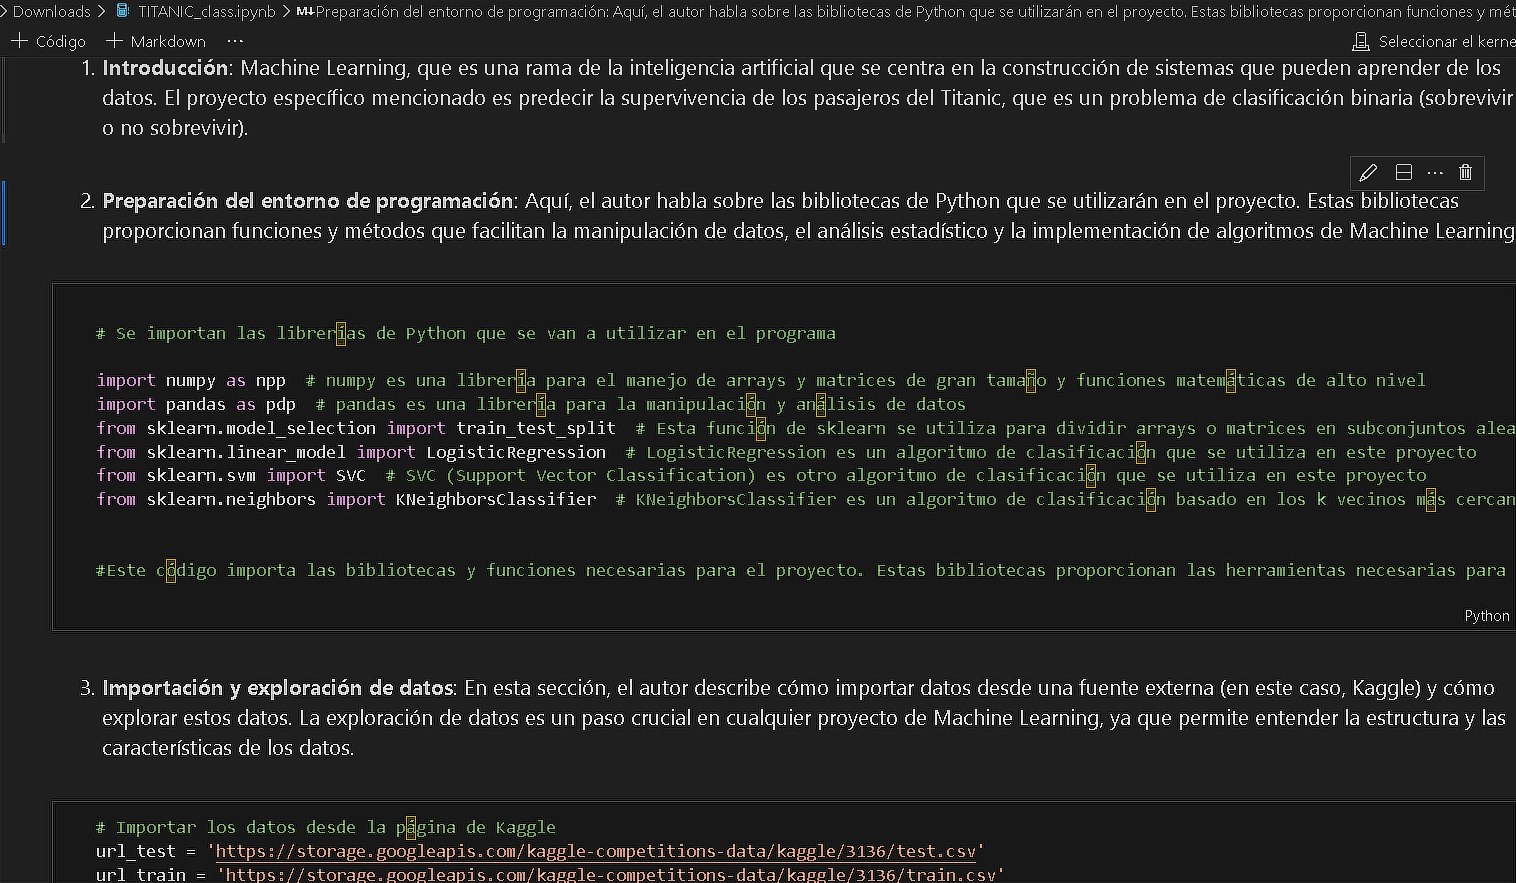 Downloads > TITANIC_class.ipynb > M↓Preparación del entorno de programación: Aquí, el autor habla sobre las bibliotecas de Python que se utilizarán en el proyecto. Estas bibliotecas proporcionan funciones y mét
+ Código + Markdown ... Seleccionar el kerne
1. Introducción: Machine Learning, que es una rama de la inteligencia artificial que se centra en la construcción de sistemas que pueden aprender de los
datos. El proyecto específico mencionado es predecir la supervivencia de los pasajeros del Titanic, que es un problema de clasificación binaria (sobrevivir
o no sobrevivir).
2. Preparación del entorno de programación: Aquí, el autor habla sobre las bibliotecas de Python que se utilizarán en el proyecto. Estas bibliotecas
proporcionan funciones y métodos que facilitan la manipulación de datos, el análisis estadístico y la implementación de algoritmos de Machine Learning
# Se importan las librerías de Python que se van a utilizar en el programa
import numpy as npp # numpy es una librería para el manejo de arrays y matrices de gran tamaño y funciones matemáticas de alto nivel
import pandas as pdp # pandas es una librería para la manipulación y análisis de datos
from sklearn.model_selection import train_test_split # Esta función de sklearn se utiliza para dividir arrays o matrices en subconjuntos alea
from sklearn.linear_model import LogisticRegression # LogisticRegression es un algoritmo de clasificación que se utiliza en este proyecto
from sklearn.svm import SVC # SVC (Support Vector Classification) es otro algoritmo de clasificación que se utiliza en este proyecto
from sklearn.neighbors import KNeighborsClassifier # KNeighborsClassifier es un algoritmo de clasificación basado en los k vecinos más cercan
#Este código importa las bibliotecas y funciones necesarias para el proyecto. Estas bibliotecas proporcionan las herramientas necesarias para
Python
3. Importación y exploración de datos: En esta sección, el autor describe cómo importar datos desde una fuente externa (en este caso, Kaggle) y cómo
explorar estos datos. La exploración de datos es un paso crucial en cualquier proyecto de Machine Learning, ya que permite entender la estructura y las
características de los datos.
# Importar los datos desde la página de Kaggle
url_test = 'https://storage.googleapis.com/kaggle-competitions-data/kaggle/3136/test.csv'
url_train = 'https://storage.googleapis.com/kaggle-competitions-data/kaggle/3136/train.csv'